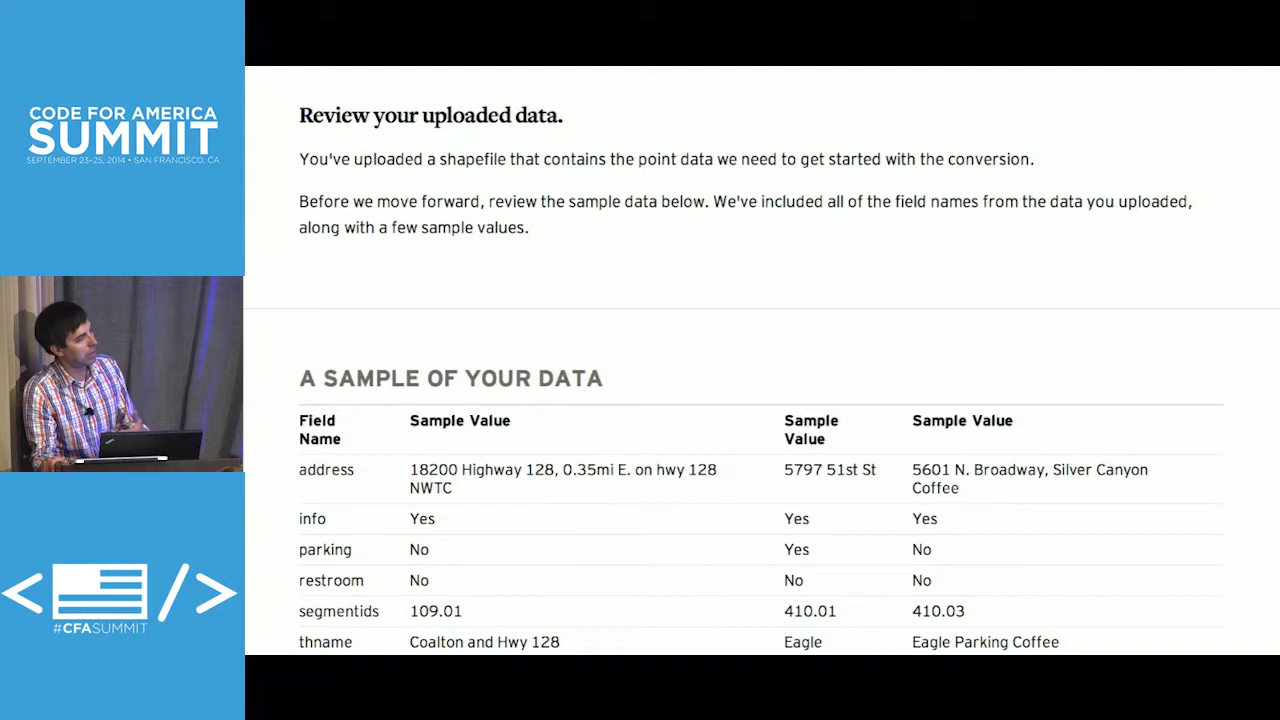 CODE FOR AMERICA
SUMMIT
SEPTEMBER 23-25, 2014 • SAN FRANCISCO, CA
Review your uploaded data.
You've uploaded a shapefile that contains the point data we need to get started with the conversion.
Before we move forward, review the sample data below. We've included all of the field names from the data you uploaded,
along with a few sample values.
A SAMPLE OF YOUR DATA
Field Name Sample Value Sample Value Sample Value
address 18200 Highway 128, 0.35mi E. on hwy 128 NWTC 5797 51st St 5601 N. Broadway, Silver Canyon Coffee
info Yes Yes Yes
parking No Yes No
restroom No No No
segmentids 109.01 410.01 410.03
thname Coalton and Hwy 128 Eagle Eagle Parking Coffee
#CFASUMMIT